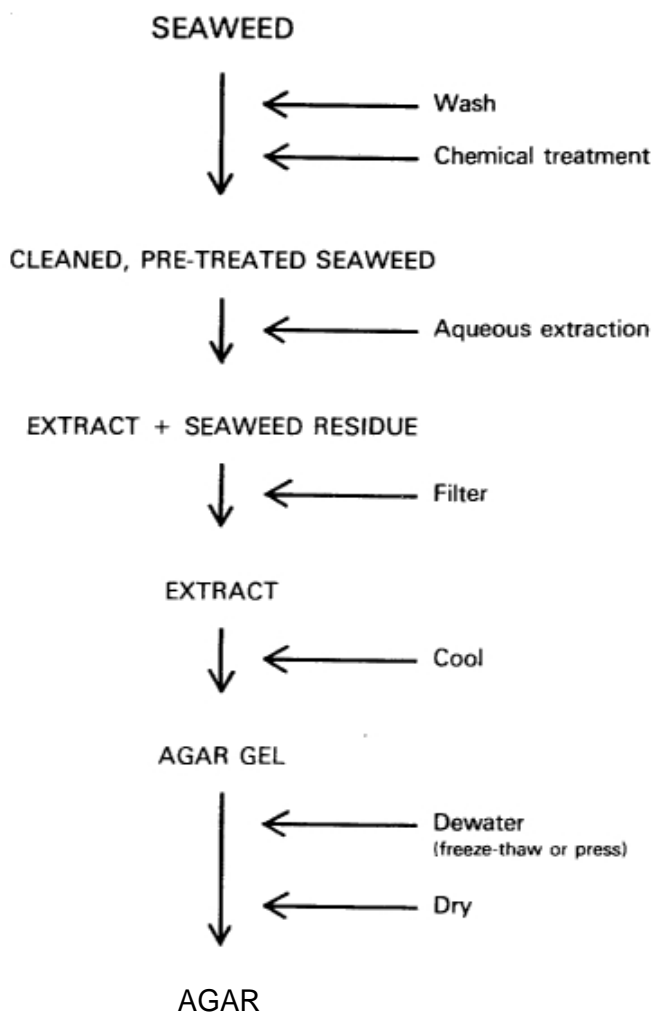 SEAWEED
Wash
Chemical treatment
CLEANED, PRE-TREATED SEAWEED
Aqueous extraction
EXTRACT + SEAWEED RESIDUE
Filter
EXTRACT
Cool
AGAR GEL
Dewater
(freeze-thaw or press)
Dry
AGAR